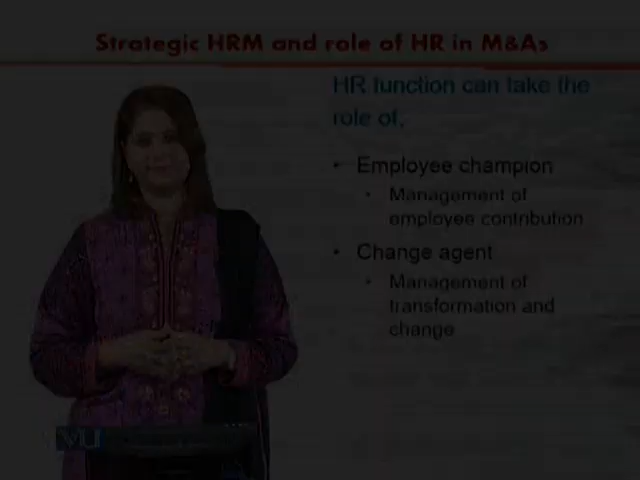 Strategic HRM and role of HR in M&As
HR function can take the
role of,
• Employee champion
• Management of
employee contribution
• Change agent
• Management of
transformation and
change
VU